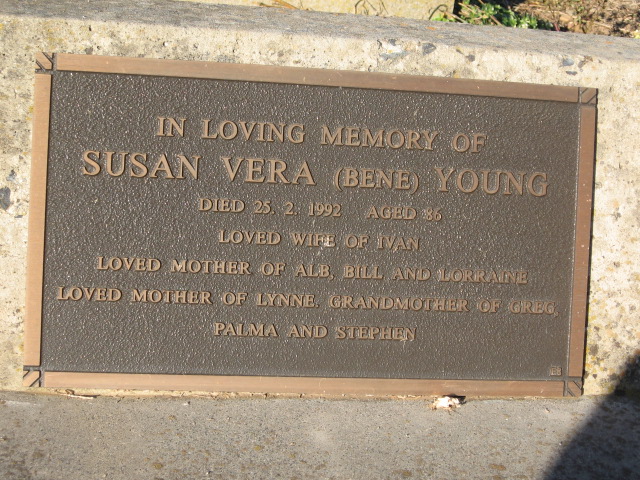 IN LOVING MEMORY OF
SUSAN VERA (BENE) YOUNG
DIED 25. 2. 1992 AGED 86
LOVED WIFE OF IVAN
LOVED MOTHER OF ALB, BILL AND LORRAINE
LOVED MOTHER OF LYNNE. GRANDMOTHER OF GREG,
PALMA AND STEPHEN